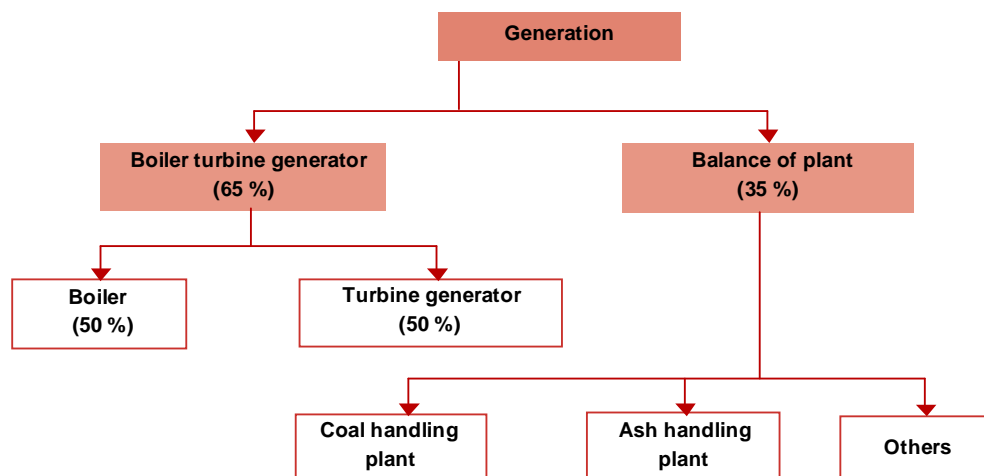 Generation
Boiler turbine generator
(65 %)
Balance of plant
(35 %)
Boiler
(50 %)
Turbine generator
(50 %)
Coal handling
plant
Ash handling
plant
Others